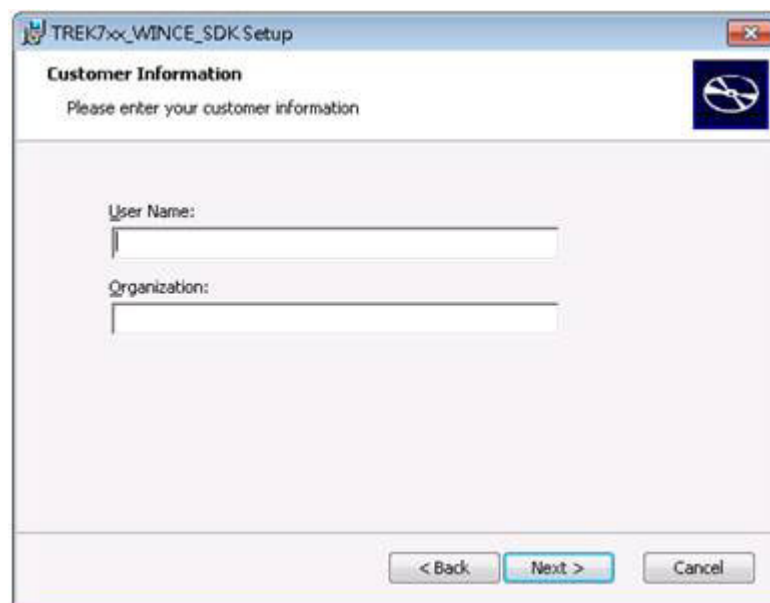 TREK7xx_WINCE_SDK Setup
Customer Information
Please enter your customer information
User Name:
Organization:
< Back Next > Cancel